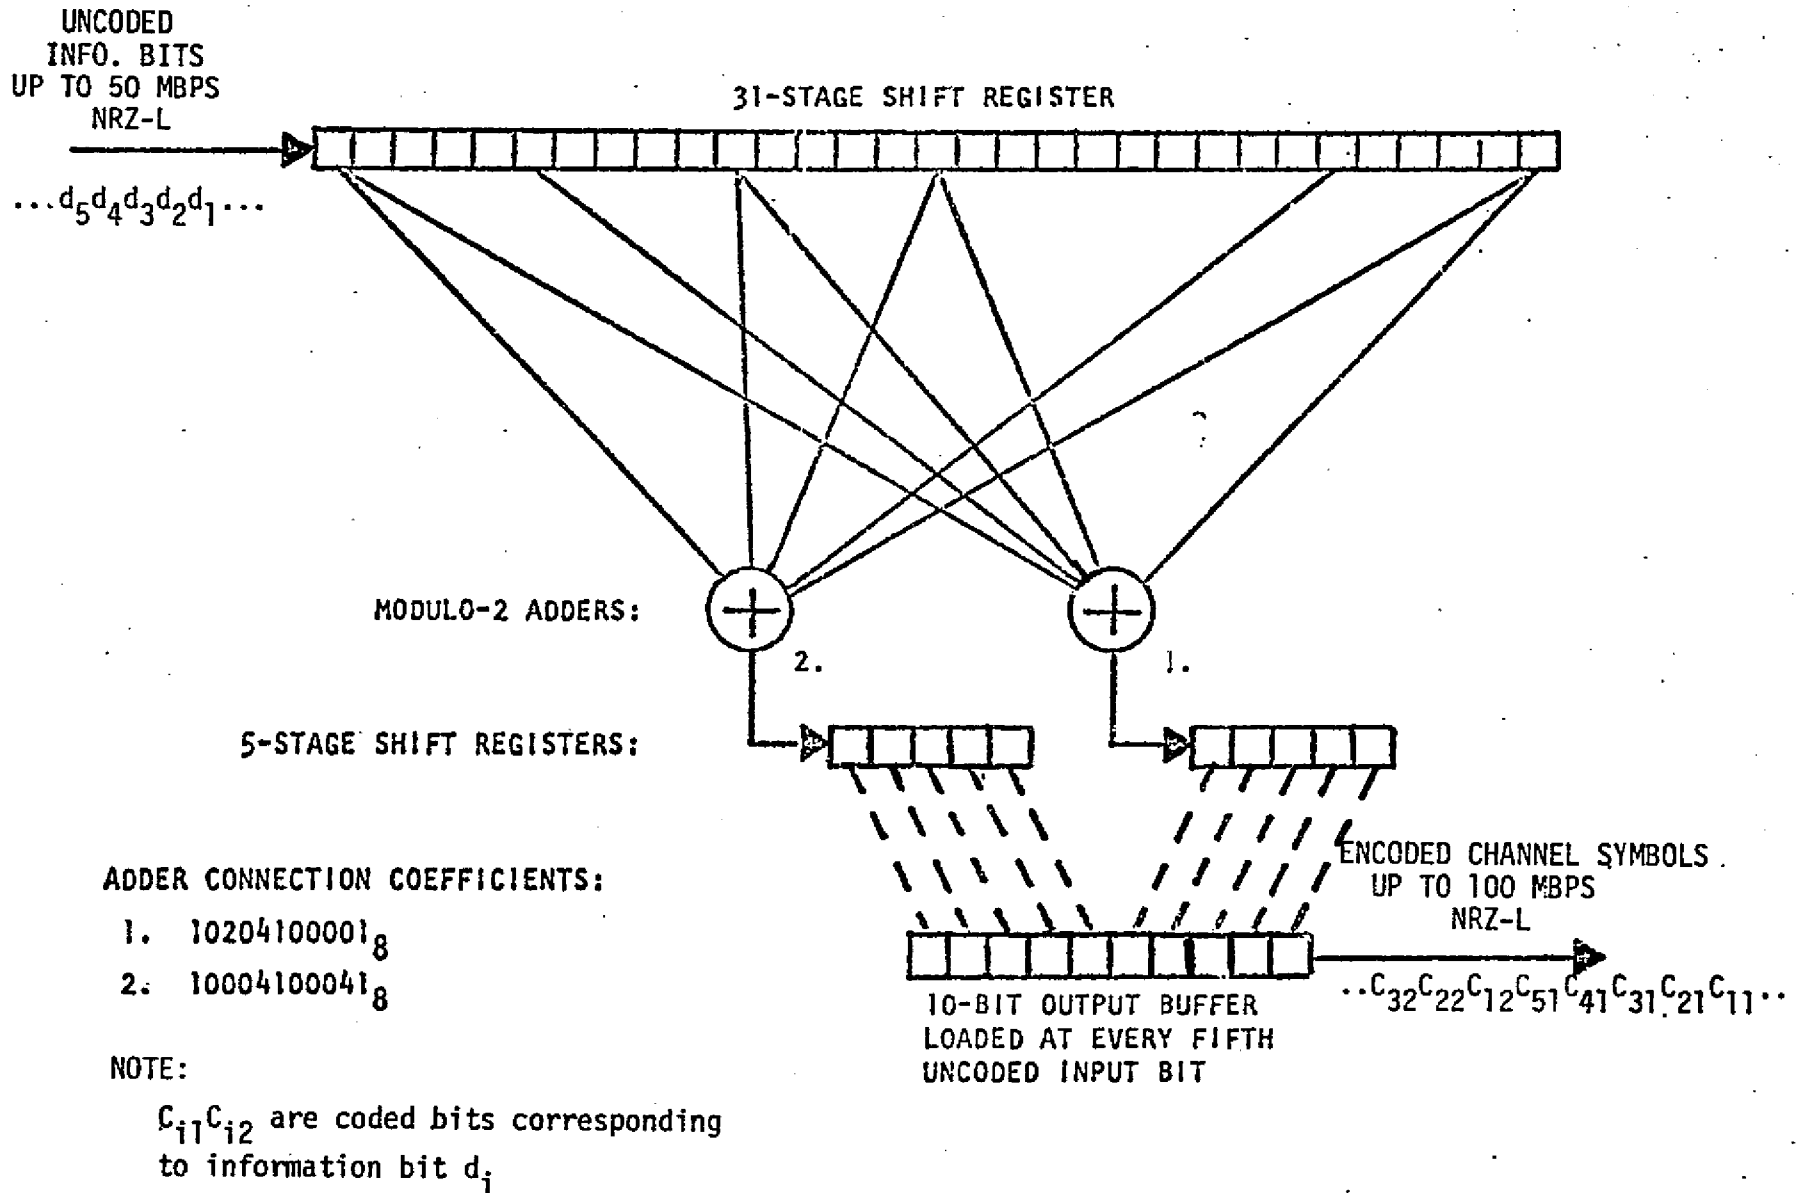 UNCODED
INFO. BITS
UP TO 50 MBPS
NRZ-L
31-STAGE SHIFT REGISTER
...d5d4d3d2d1...
MODULO-2 ADDERS:
2.
1.
5-STAGE SHIFT REGISTERS:
ADDER CONNECTION COEFFICIENTS:
1. 102041000018
2. 100041000418
ENCODED CHANNEL SYMBOLS
UP TO 100 MBPS
NRZ-L
..C32C22C12C51C41C31C21C11..
10-BIT OUTPUT BUFFER
LOADED AT EVERY FIFTH
UNCODED INPUT BIT
NOTE:
Ci1Ci2 are coded bits corresponding
to information bit di